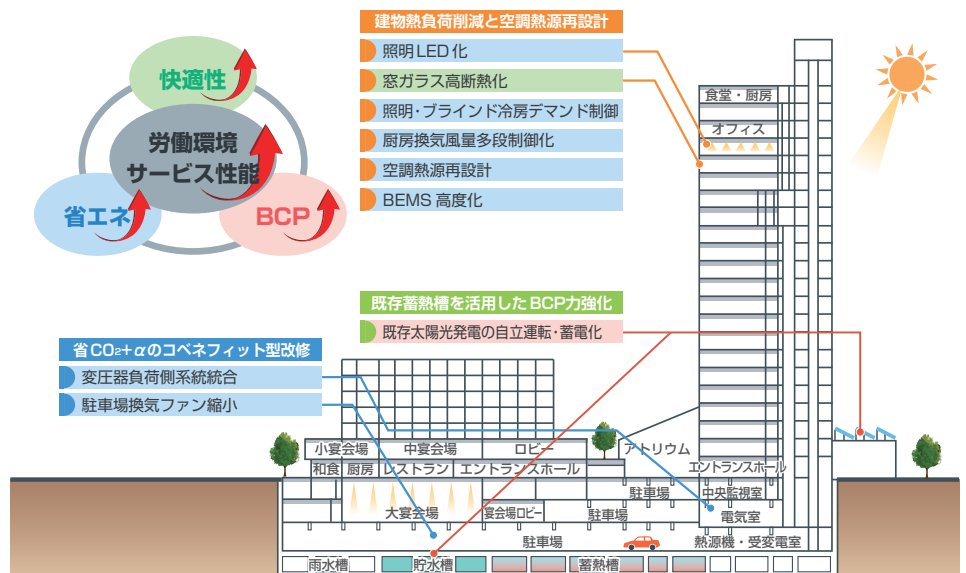 快適性
労働環境
サービス性能
省エネ
BCP
建物熱負荷削減と空調熱源再設計
照明LED化
窓ガラス高断熱化
照明・ブラインド冷房デマンド制御
厨房換気風量多段制御化
空調熱源再設計
BEMS 高度化
既存蓄熱槽を活用したBCP力強化
既存太陽光発電の自立運転・蓄電化
省CO₂+αのコベネフィット型改修
変圧器負荷側系統統合
駐車場換気ファン縮小
食堂・厨房
オフィス
小宴会場
中宴会場
ロビー
アトリウム
和食
厨房
レストラン
エントランスホール
エントランスホール
駐車場
中央監視室
大宴会場
宴会場ロビー
駐車場
電気室
駐車場
熱源機・受変電室
雨水槽
貯水槽
蓄熱槽